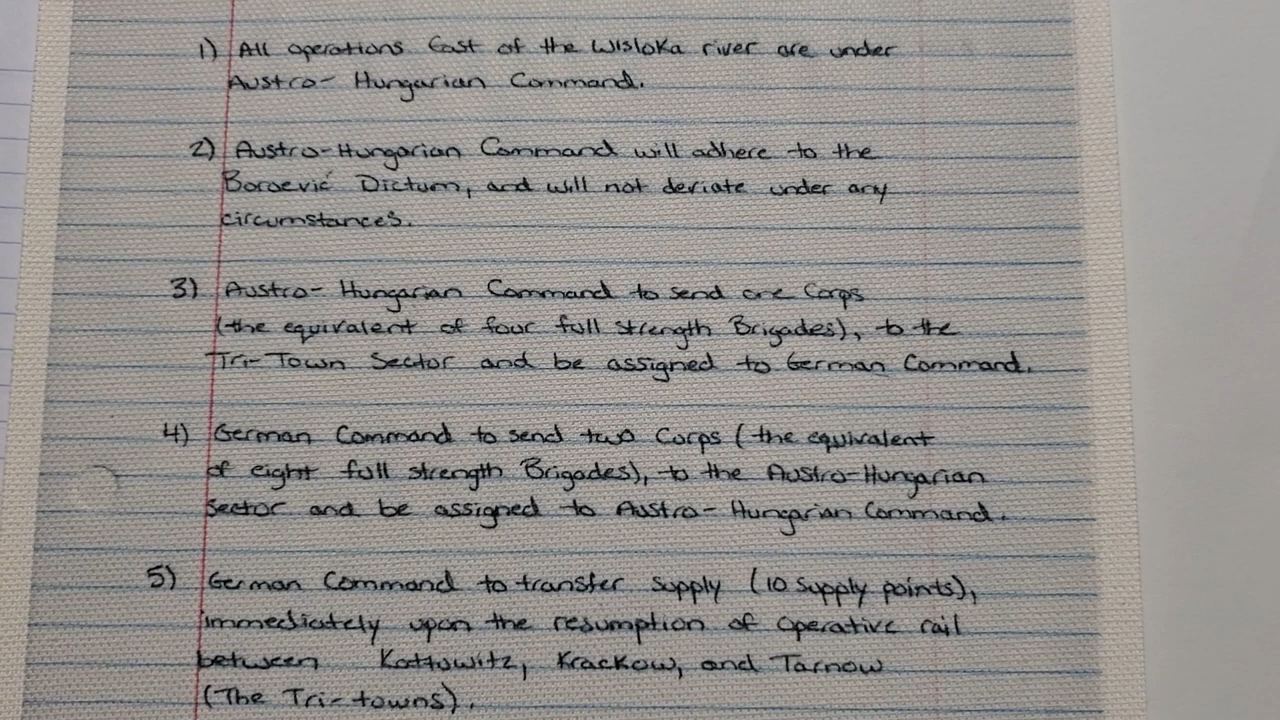 1) All operations East of the Wisloka river are under
Austro-Hungarian Command.
2) Austro-Hungarian Command will adhere to the
Boroević Dictum, and will not deviate under any
circumstances.
3) Austro-Hungarian Command to send one Corps
(the equivalent of four full strength Brigades), to the
Tri-Town Sector and be assigned to German Command.
4) German Command to send two Corps (the equivalent
of eight full strength Brigades), to the Austro-Hungarian
Sector and be assigned to Austro-Hungarian Command.
5) German Command to transfer supply (10 supply points),
immediately upon the resumption of operative rail
between Kattowitz, Krackow, and Tarnow
(The Tri-towns).